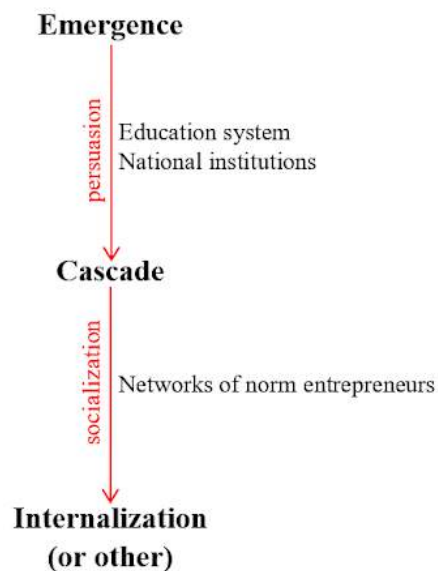 Emergence
persuasion
Education system
National institutions
Cascade
socialization
Networks of norm entrepreneurs
Internalization
(or other)